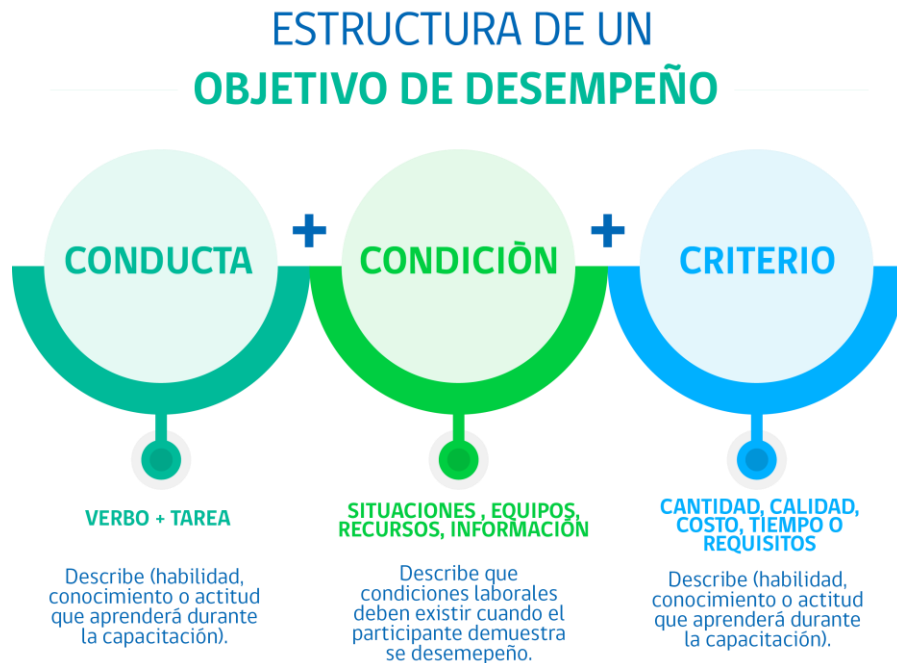 ESTRUCTURA DE UN
OBJETIVO DE DESEMPEÑO
CONDUCTA
+
CONDICIÒN
+
CRITERIO
VERBO + TAREA
Describe (habilidad,
conocimiento o actitud
que aprenderá durante
la capacitación).
SITUACIONES , EQUIPOS,
RECURSOS, INFORMACIÓN
Describe que
condiciones laborales
deben existir cuando el
participante demuestra
se desemepeño.
CANTIDAD, CALIDAD,
COSTO, TIEMPO O
REQUISITOS
Describe (habilidad,
conocimiento o actitud
que aprenderá durante
la capacitación).